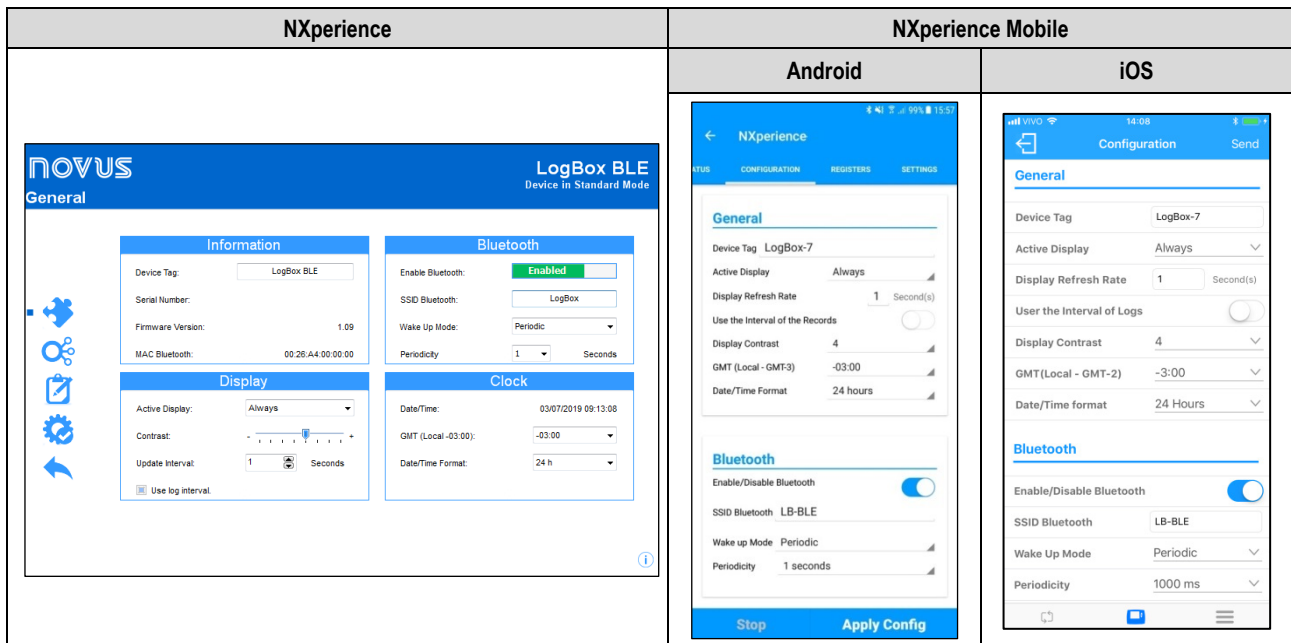 NXperience
NXperience Mobile
Android
iOS
novus
LogBox BLE
Device in Standard Mode
General
Information
Device Tag: LogBox BLE
Serial Number:
Firmware Version: 1.09
MAC Bluetooth: 00:26:A4:00:00:00
Bluetooth
Enable Bluetooth: Enabled
SSID Bluetooth: LogBox
Wake Up Mode: Periodic
Periodicity 1 Seconds
Display
Active Display: Always
Contrast: - +
Update Interval: 1 Seconds
Use log interval.
Clock
Date/Time: 03/07/2019 09:13:08
GMT (Local -03:00): -03:00
Date/Time Format: 24 h
i
99% 15:57
NXperience
ATUS CONFIGURATION REGISTERS SETTINGS
General
Device Tag LogBox-7
Active Display Always
Display Refresh Rate 1 Second(s)
Use the Interval of the Records
Display Contrast 4
GMT (Local - GMT-3) -03:00
Date/Time Format 24 hours
Bluetooth
Enable/Disable Bluetooth
SSID Bluetooth LB-BLE
Wake up Mode Periodic
Periodicity 1 seconds
Stop Apply Config
VIVO 14:08
Configuration Send
General
Device Tag LogBox-7
Active Display Always
Display Refresh Rate 1 Second(s)
User the Interval of Logs
Display Contrast 4
GMT(Local - GMT-2) -3:00
Date/Time format 24 Hours
Bluetooth
Enable/Disable Bluetooth
SSID Bluetooth LB-BLE
Wake Up Mode Periodic
Periodicity 1000 ms